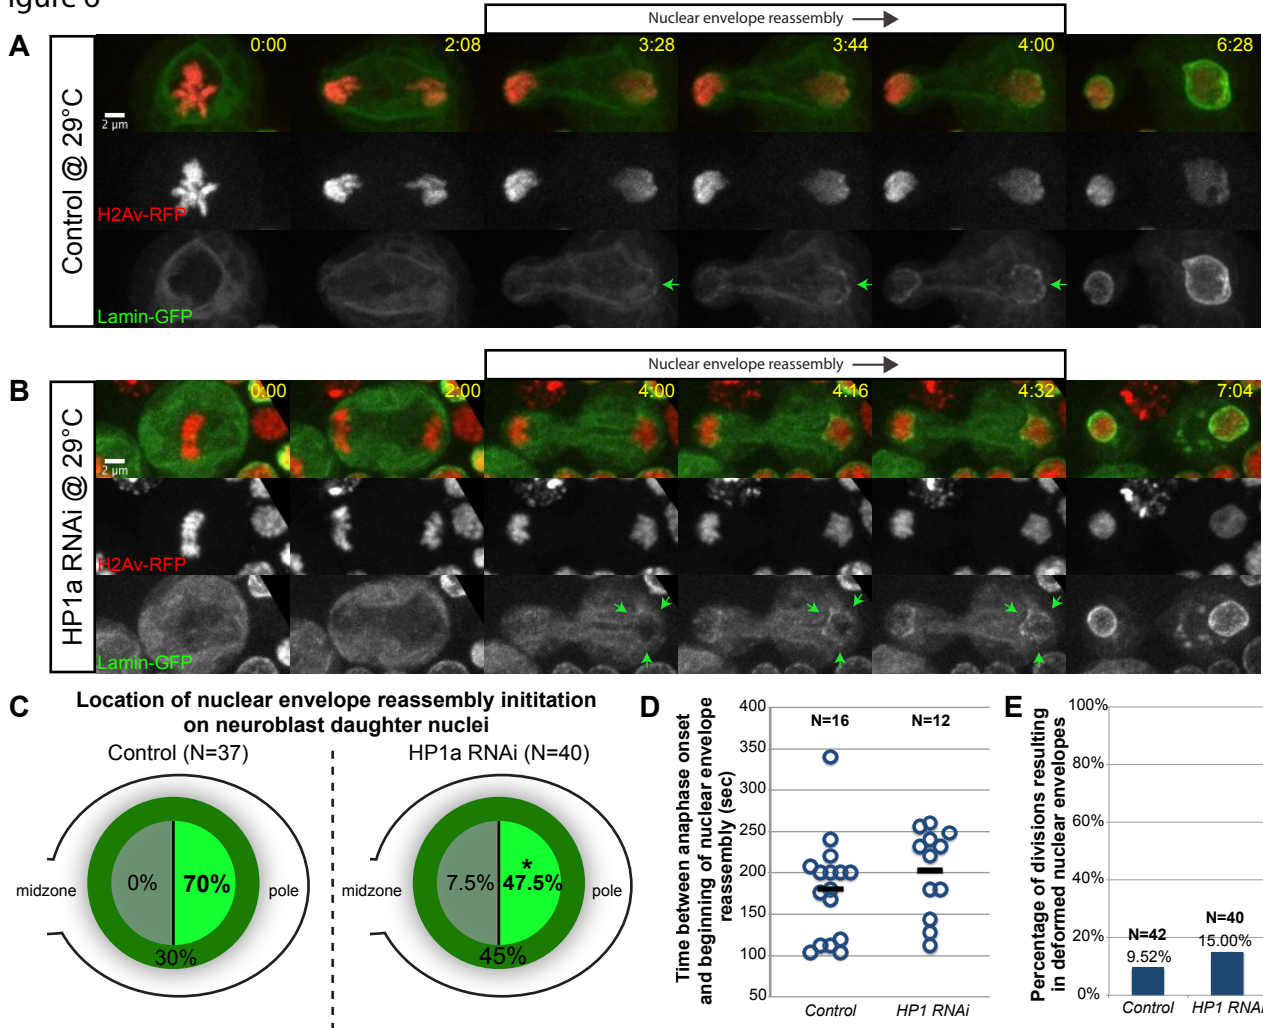 igure 6
Nuclear envelope reassembly
A
Control @ 29°C
0:00
2:08
3:28
3:44
4:00
6:28
2 μm
H2Av-RFP
Lamin-GFP
Nuclear envelope reassembly
B
HP1a RNAi @ 29°C
0:00
2:00
4:00
4:16
4:32
7:04
2 μm
H2Av-RFP
Lamin-GFP
C
Location of nuclear envelope reassembly inititation
on neuroblast daughter nuclei
Control (N=37)
HP1a RNAi (N=40)
midzone
0%
70%
pole
30%
midzone
7.5%
*
47.5%
pole
45%
D
Time between anaphase onset
and beginning of nuclear envelope
reassembly (sec)
400
350
300
250
200
150
100
50
N=16
N=12
Control
HP1 RNAi
E
Percentage of divisions resulting
in deformed nuclear envelopes
100%
80%
60%
40%
20%
0%
N=42
9.52%
N=40
15.00%
Control
HP1 RNAi